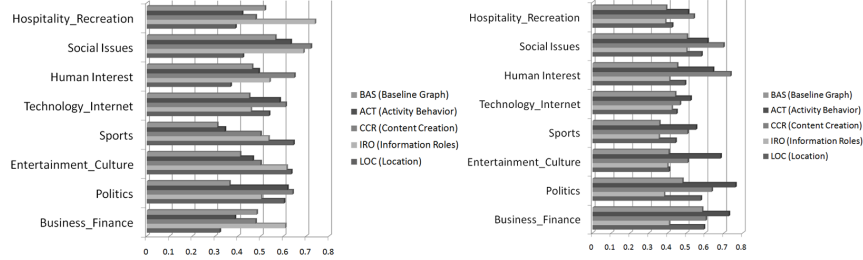 Hospitality_Recreation
Social Issues
Human Interest
Technology_Internet
Sports
Entertainment_Culture
Politics
Business_Finance
0 0.1 0.2 0.3 0.4 0.5 0.6 0.7 0.8
BAS (Baseline Graph)
ACT (Activity Behavior)
CCR (Content Creation)
IRO (Information Roles)
LOC (Location)
Hospitality_Recreation
Social Issues
Human Interest
Technology_Internet
Sports
Entertainment_Culture
Politics
Business_Finance
0 0.1 0.2 0.3 0.4 0.5 0.6 0.7 0.8
BAS (Baseline Graph)
ACT (Activity Behavior)
CCR (Content Creation)
IRO (Information Roles)
LOC (Location)